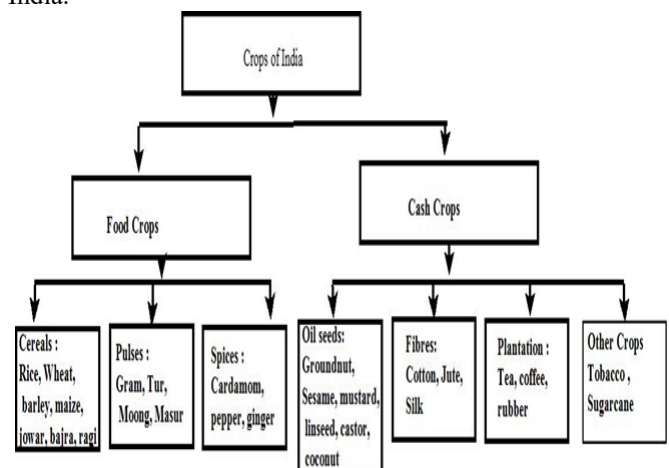 India.
Crops of India
Food Crops
Cash Crops
Cereals :
Rice, Wheat,
barley, maize,
jowar, bajra, ragi
Pulses :
Gram, Tur,
Moong, Masur
Spices :
Cardamom,
pepper, ginger
Oil seeds:
Groundnut,
Sesame, mustard,
linseed, castor,
coconut
Fibres:
Cotton, Jute,
Silk
Plantation :
Tea, coffee,
rubber
Other Crops
Tobacco ,
Sugarcane